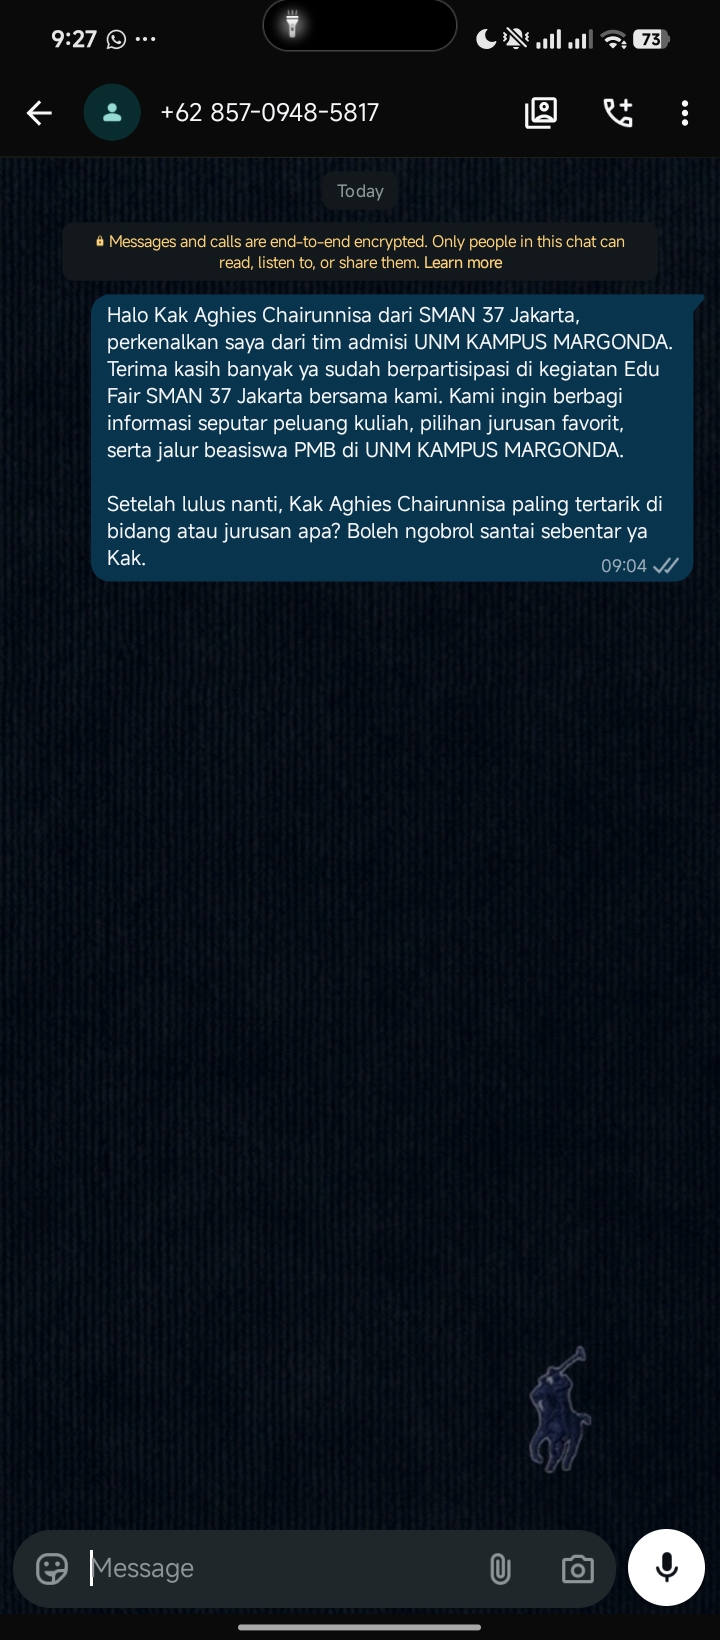 9:27
73
+62 857-0948-5817
Today
Messages and calls are end-to-end encrypted. Only people in this chat can
read, listen to, or share them. Learn more
Halo Kak Aghies Chairunnisa dari SMAN 37 Jakarta,
perkenalkan saya dari tim admisi UNM KAMPUS MARGONDA.
Terima kasih banyak ya sudah berpartisipasi di kegiatan Edu
Fair SMAN 37 Jakarta bersama kami. Kami ingin berbagi
informasi seputar peluang kuliah, pilihan jurusan favorit,
serta jalur beasiswa PMB di UNM KAMPUS MARGONDA.
Setelah lulus nanti, Kak Aghies Chairunnisa paling tertarik di
bidang atau jurusan apa? Boleh ngobrol santai sebentar ya
Kak.
09:04
Message